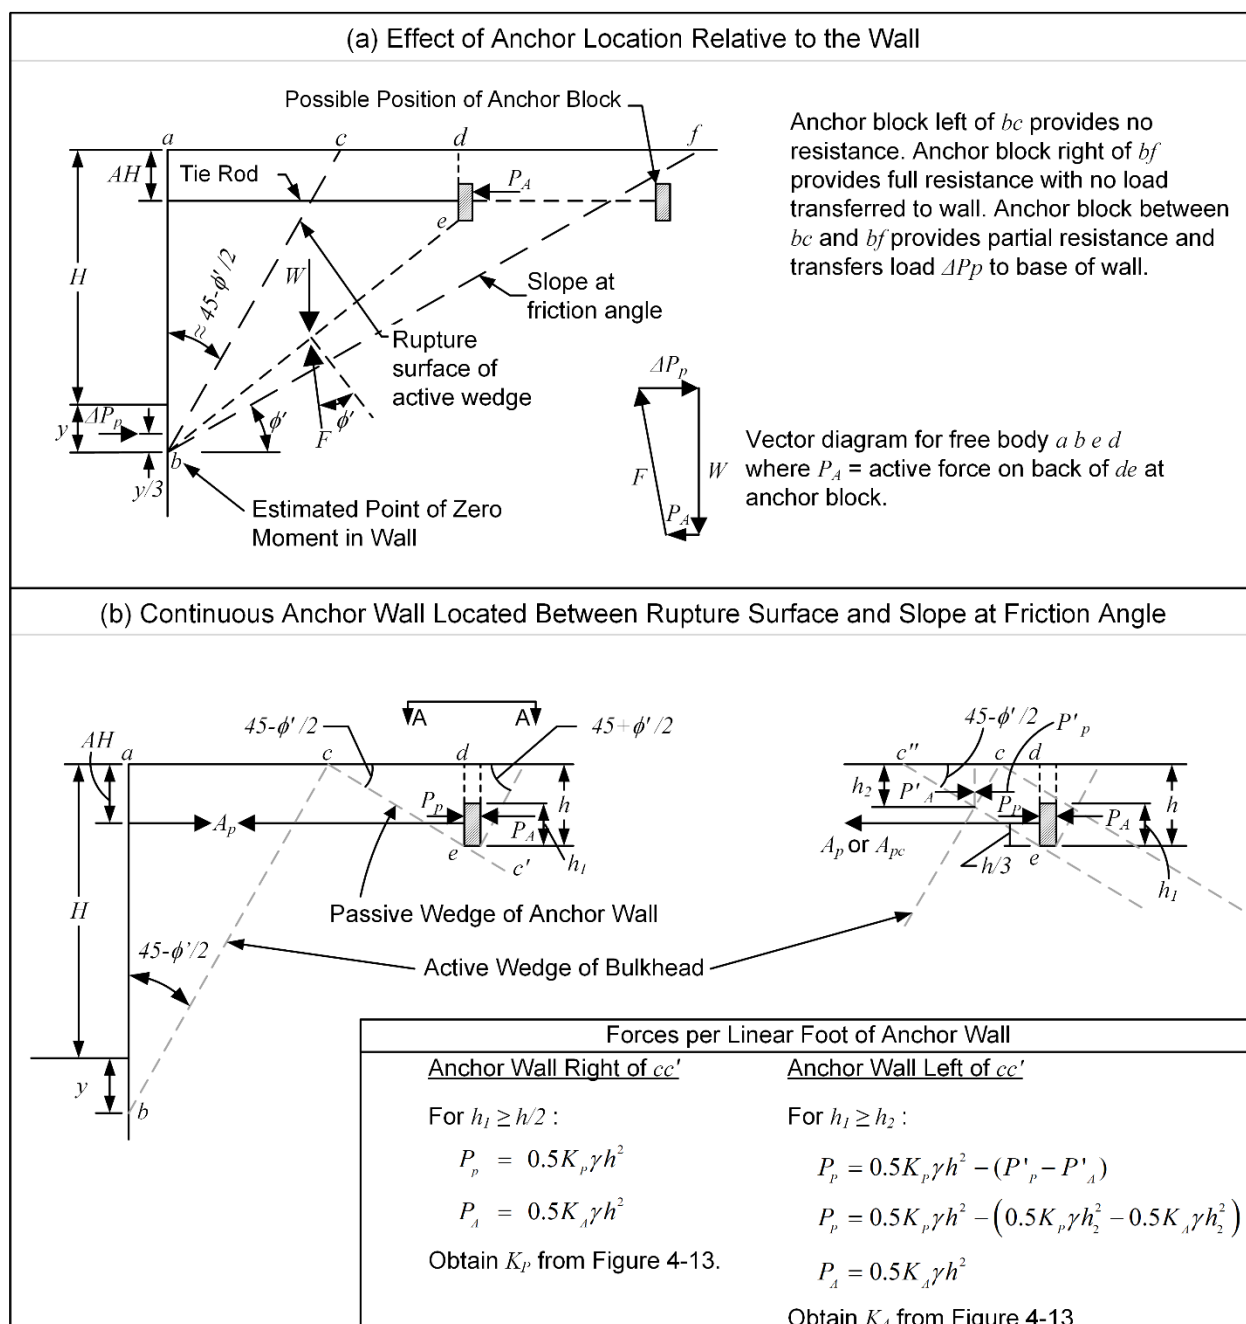 (a) Effect of Anchor Location Relative to the Wall
Possible Position of Anchor Block
a
c
d
f
AH
Tie Rod
P_A
e
H
W
≈ 45-ϕ'/2
Slope at
friction angle
Rupture
surface of
active wedge
ΔP_p
y
ϕ'
F
ϕ'
b
y/3
Estimated Point of Zero
Moment in Wall
Anchor block left of bc provides no
resistance. Anchor block right of bf
provides full resistance with no load
transferred to wall. Anchor block between
bc and bf provides partial resistance and
transfers load ΔPp to base of wall.
ΔP_p
F
W
P_A
Vector diagram for free body a b e d
where P_A = active force on back of de at
anchor block.
(b) Continuous Anchor Wall Located Between Rupture Surface and Slope at Friction Angle
AH
a
45-ϕ'/2
c
A
A
d
45+ϕ'/2
h
P_p
P_A
A_p
e
c'
h_1
H
Passive Wedge of Anchor Wall
45-ϕ'/2
Active Wedge of Bulkhead
y
b
45-ϕ'/2
P'_p
c''
c
d
h_2
P'_A
P_P
P_A
h
A_p or A_pc
e
h/3
h_1
Forces per Linear Foot of Anchor Wall
Anchor Wall Right of cc'
For h_1 ≥ h/2 :
P_p = 0.5K_pγh^2
P_A = 0.5K_Aγh^2
Obtain K_P from Figure 4-13.
Anchor Wall Left of cc'
For h_1 ≥ h_2 :
P_p = 0.5K_pγh^2 − (P'_p − P'_A)
P_p = 0.5K_pγh^2 − (0.5K_pγh_2^2 − 0.5K_Aγh_2^2)
P_A = 0.5K_Aγh^2
Obtain K_A from Figure 4-13